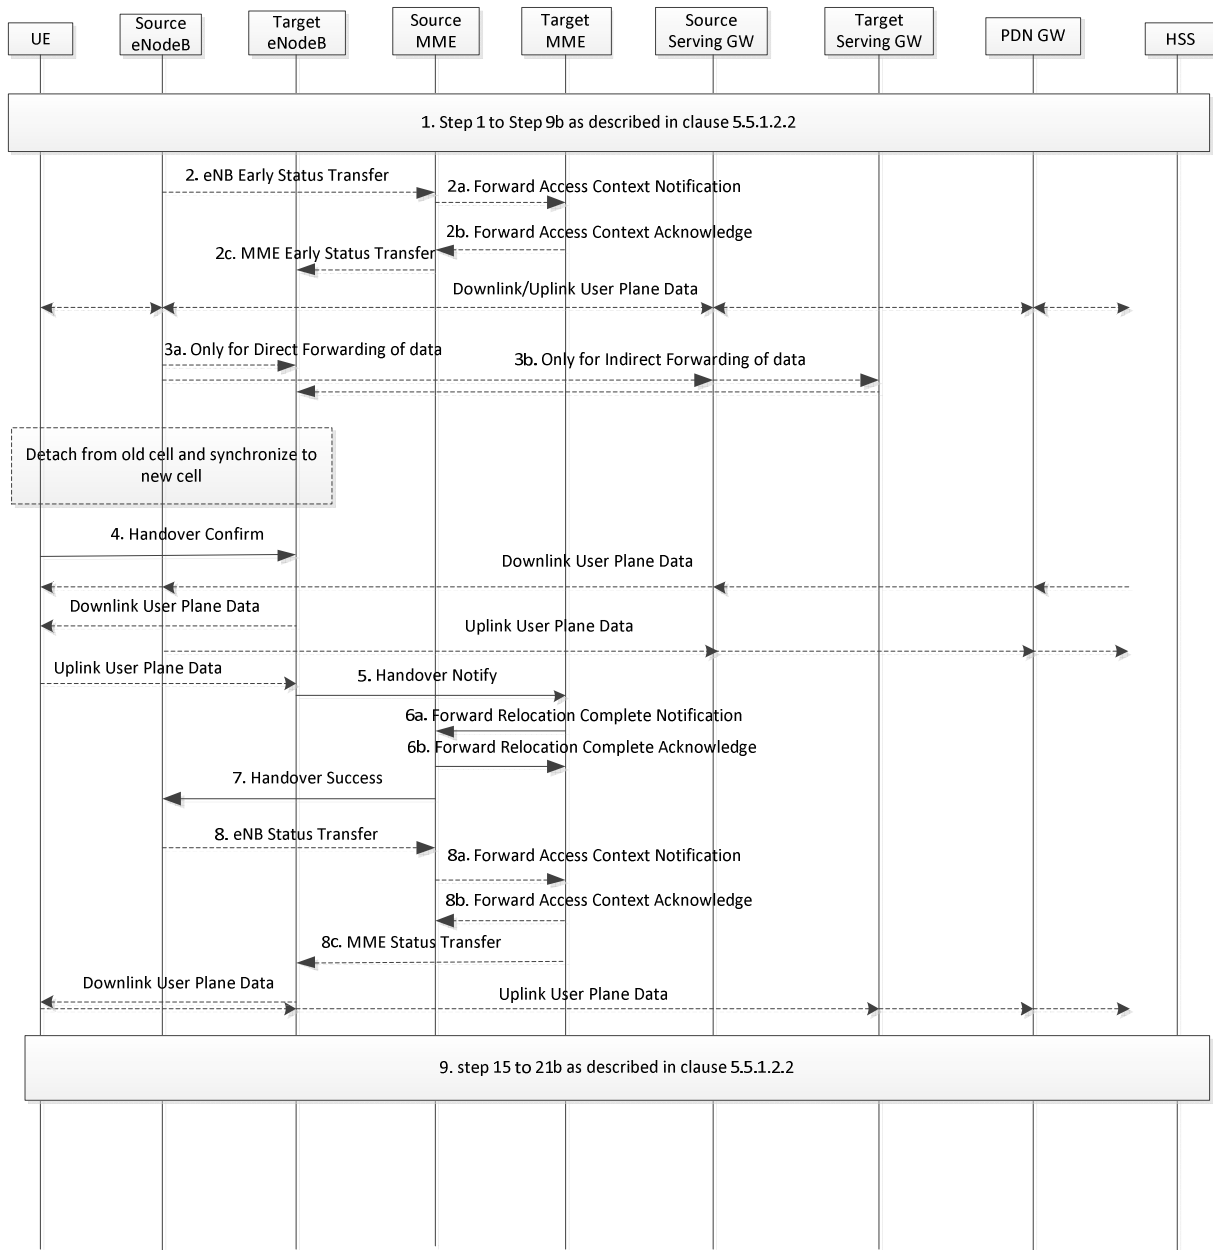 UE
Source
eNodeB
Target
eNodeB
Source
MME
Target
MME
Source
Serving GW
Target
Serving GW
PDN GW
HSS
1. Step 1 to Step 9b as described in clause 5.5.1.2.2
2. eNB Early Status Transfer
2a. Forward Access Context Notification
2b. Forward Access Context Acknowledge
2c. MME Early Status Transfer
Downlink/Uplink User Plane Data
3a. Only for Direct Forwarding of data
3b. Only for Indirect Forwarding of data
Detach from old cell and synchronize to
new cell
4. Handover Confirm
Downlink User Plane Data
Downlink User Plane Data
Uplink User Plane Data
Uplink User Plane Data
5. Handover Notify
6a. Forward Relocation Complete Notification
6b. Forward Relocation Complete Acknowledge
7. Handover Success
8. eNB Status Transfer
8a. Forward Access Context Notification
8b. Forward Access Context Acknowledge
8c. MME Status Transfer
Downlink User Plane Data
Uplink User Plane Data
9. step 15 to 21b as described in clause 5.5.1.2.2